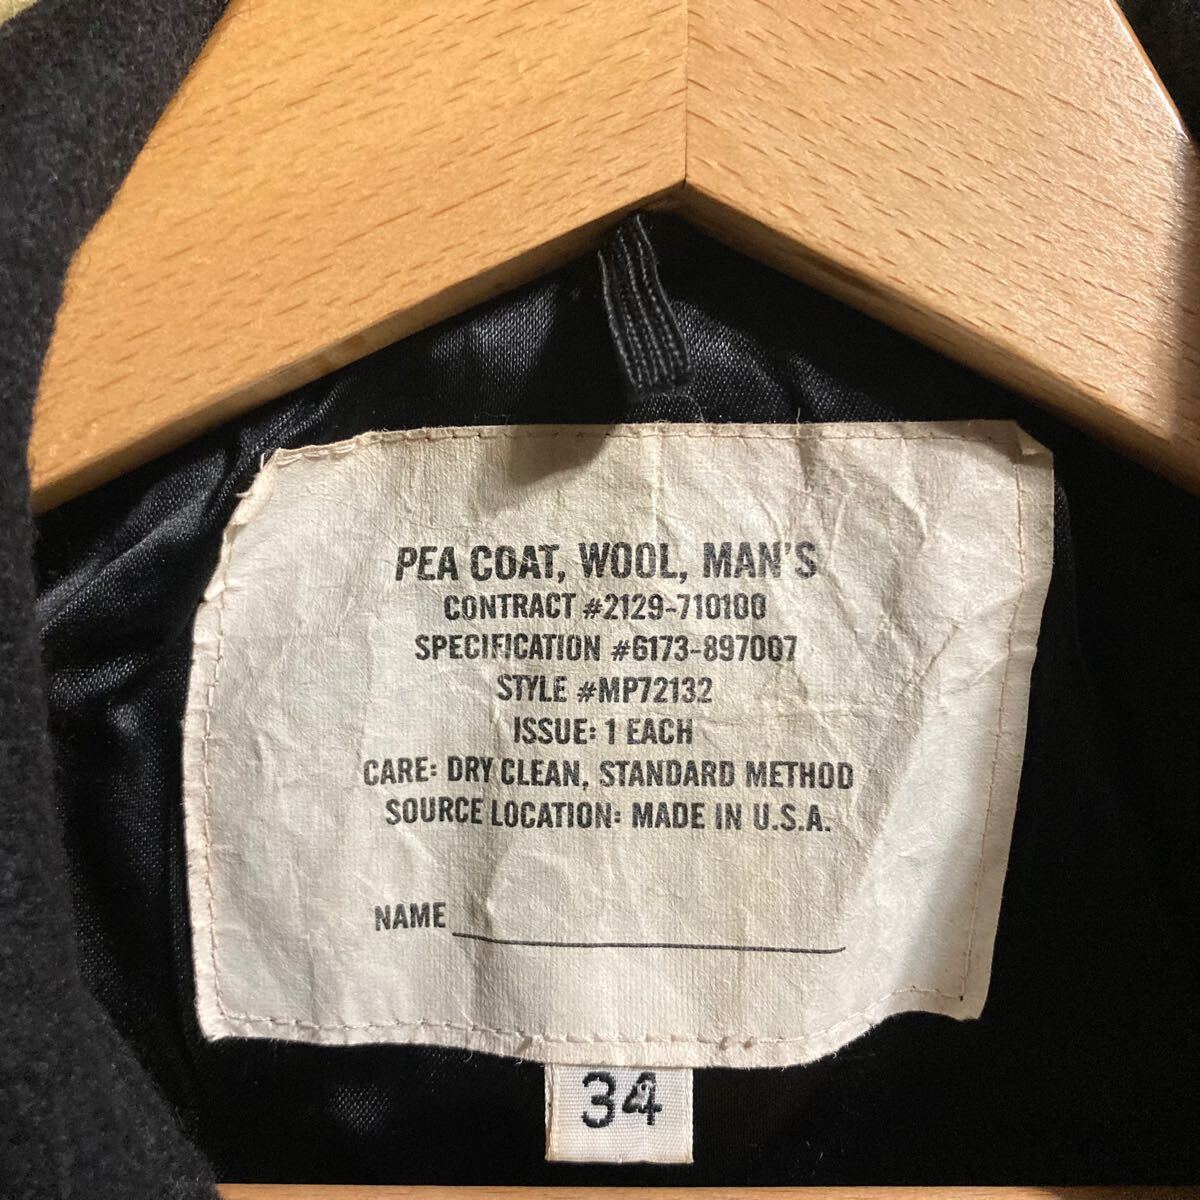 PEA COAT, WOOL, MAN'S
CONTRACT #2129-710100
SPECIFICATION #6173-897007
STYLE #MP72132
ISSUE: 1 EACH
CARE: DRY CLEAN, STANDARD METHOD
SOURCE LOCATION: MADE IN U.S.A.
NAME
34